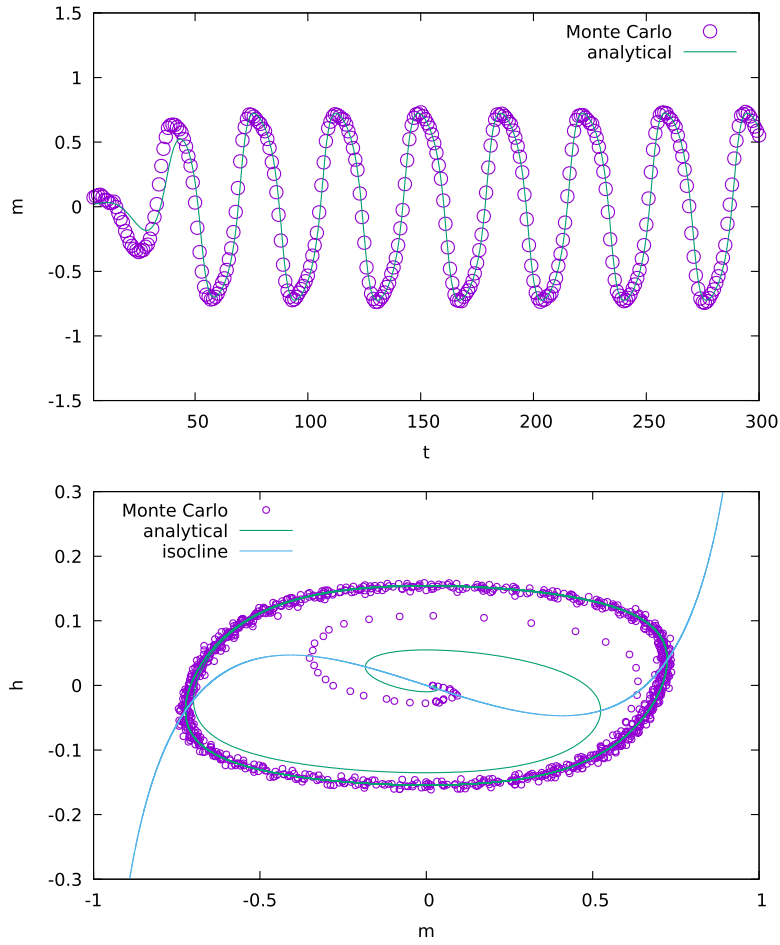 1.5
Monte Carlo
analytical
1
0.5
m
0
-0.5
-1
-1.5
50 100 150 200 250 300
t
0.3
Monte Carlo
analytical
isocline
0.2
0.1
h
0
-0.1
-0.2
-0.3
-1 -0.5 0 0.5 1
m